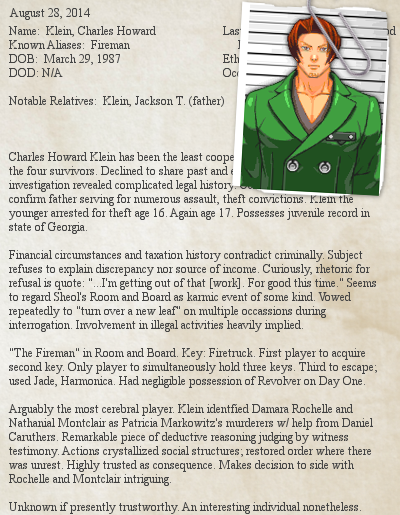 August 28, 2014
Name: Klein, Charles Howard Las
Known Aliases: Fireman
DOB: March 29, 1987 Eth
DOD: N/A Occ
Notable Relatives: Klein, Jackson T. (father)
Charles Howard Klein has been the least coope
the four survivors. Declined to share past and e
investigation revealed complicated legal history.
confirm father serving for numerous assault, theft convictions. Klein the
younger arrested for theft age 16. Again age 17. Possesses juvenile record in
state of Georgia.
Financial circumstances and taxation history contradict criminally. Subject
refuses to explain discrepancy nor source of income. Curiously, rhetoric for
refusal is quote: "...I'm getting out of that [work]. For good this time." Seems
to regard Sheol's Room and Board as karmic event of some kind. Vowed
repeatedly to "turn over a new leaf" on multiple occassions during
interrogation. Involvement in illegal activities heavily implied.
"The Fireman" in Room and Board. Key: Firetruck. First player to acquire
second key. Only player to simultaneously hold three keys. Third to escape;
used Jade, Harmonica. Had negligible possession of Revolver on Day One.
Arguably the most cerebral player. Klein identfied Damara Rochelle and
Nathanial Montclair as Patricia Markowitz's murderers w/ help from Daniel
Caruthers. Remarkable piece of deductive reasoning judging by witness
testimony. Actions crystallized social structures; restored order where there
was unrest. Highly trusted as consequence. Makes decision to side with
Rochelle and Montclair intriguing.
Unknown if presently trustworthy. An interesting individual nonetheless.